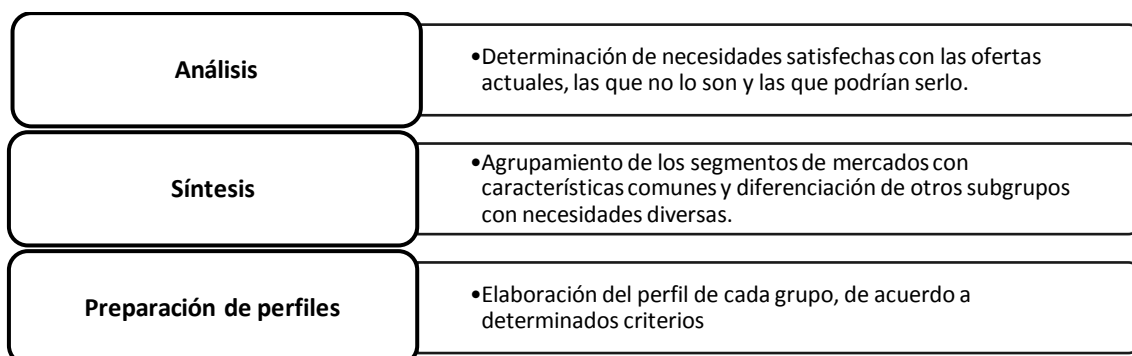 Análisis
•Determinación de necesidades satisfechas con las ofertas
actuales, las que no lo son y las que podrían serlo.
Síntesis
•Agrupamiento de los segmentos de mercados con
características comunes y diferenciación de otros subgrupos
con necesidades diversas.
Preparación de perfiles
•Elaboración del perfil de cada grupo, de acuerdo a
determinados criterios